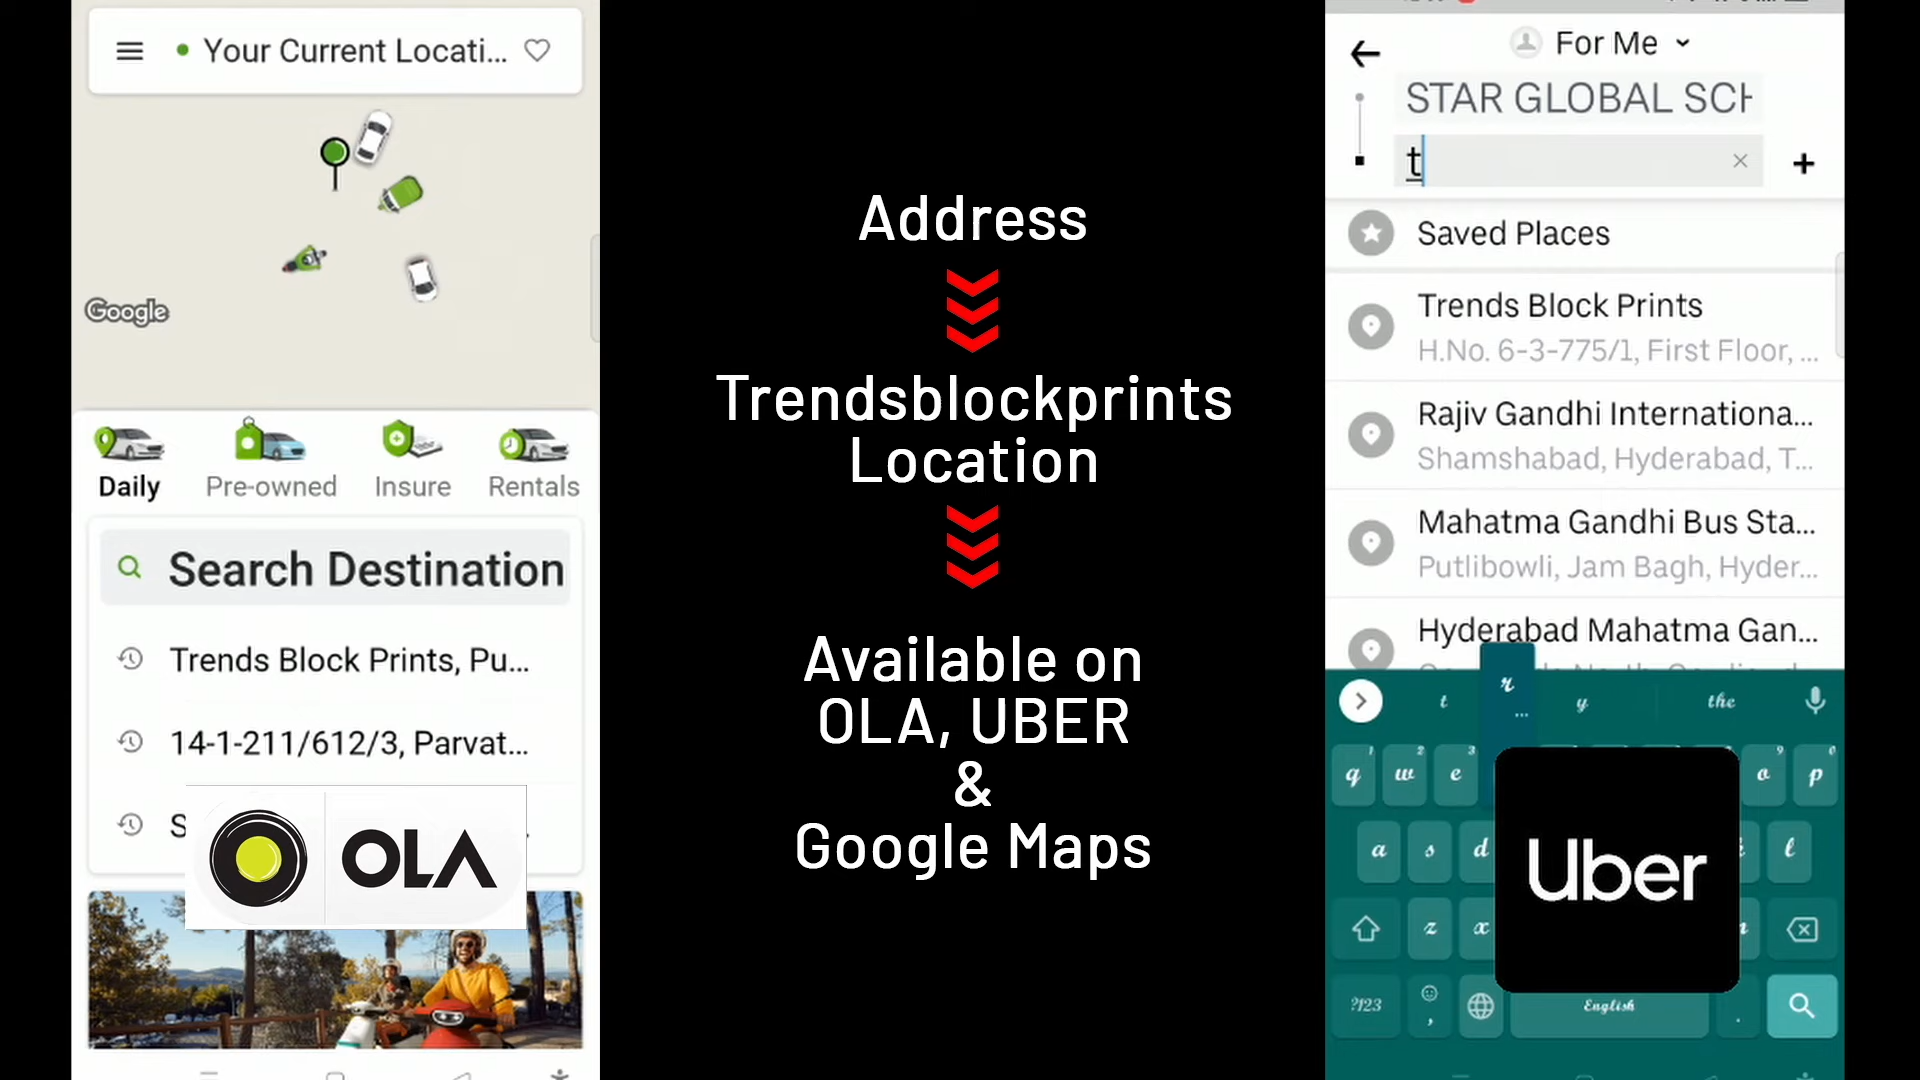 Your Current Locati...
Google
Daily
Pre-owned
Insure
Rentals
Search Destination
Trends Block Prints, Pu...
14-1-211/612/3, Parvat...
S
OLA
Address
Trendsblockprints
Location
Available on
OLA, UBER
&
Google Maps
For Me
STAR GLOBAL SCH
t
Saved Places
Trends Block Prints
H.No. 6-3-775/1, First Floor, ...
Rajiv Gandhi Internationa...
Shamshabad, Hyderabad, T...
Mahatma Gandhi Bus Sta...
Putlibowli, Jam Bagh, Hyder...
Hyderabad Mahatma Gan...
t r y the
q w e o p
a s d l
z x
?123 , English .
Uber